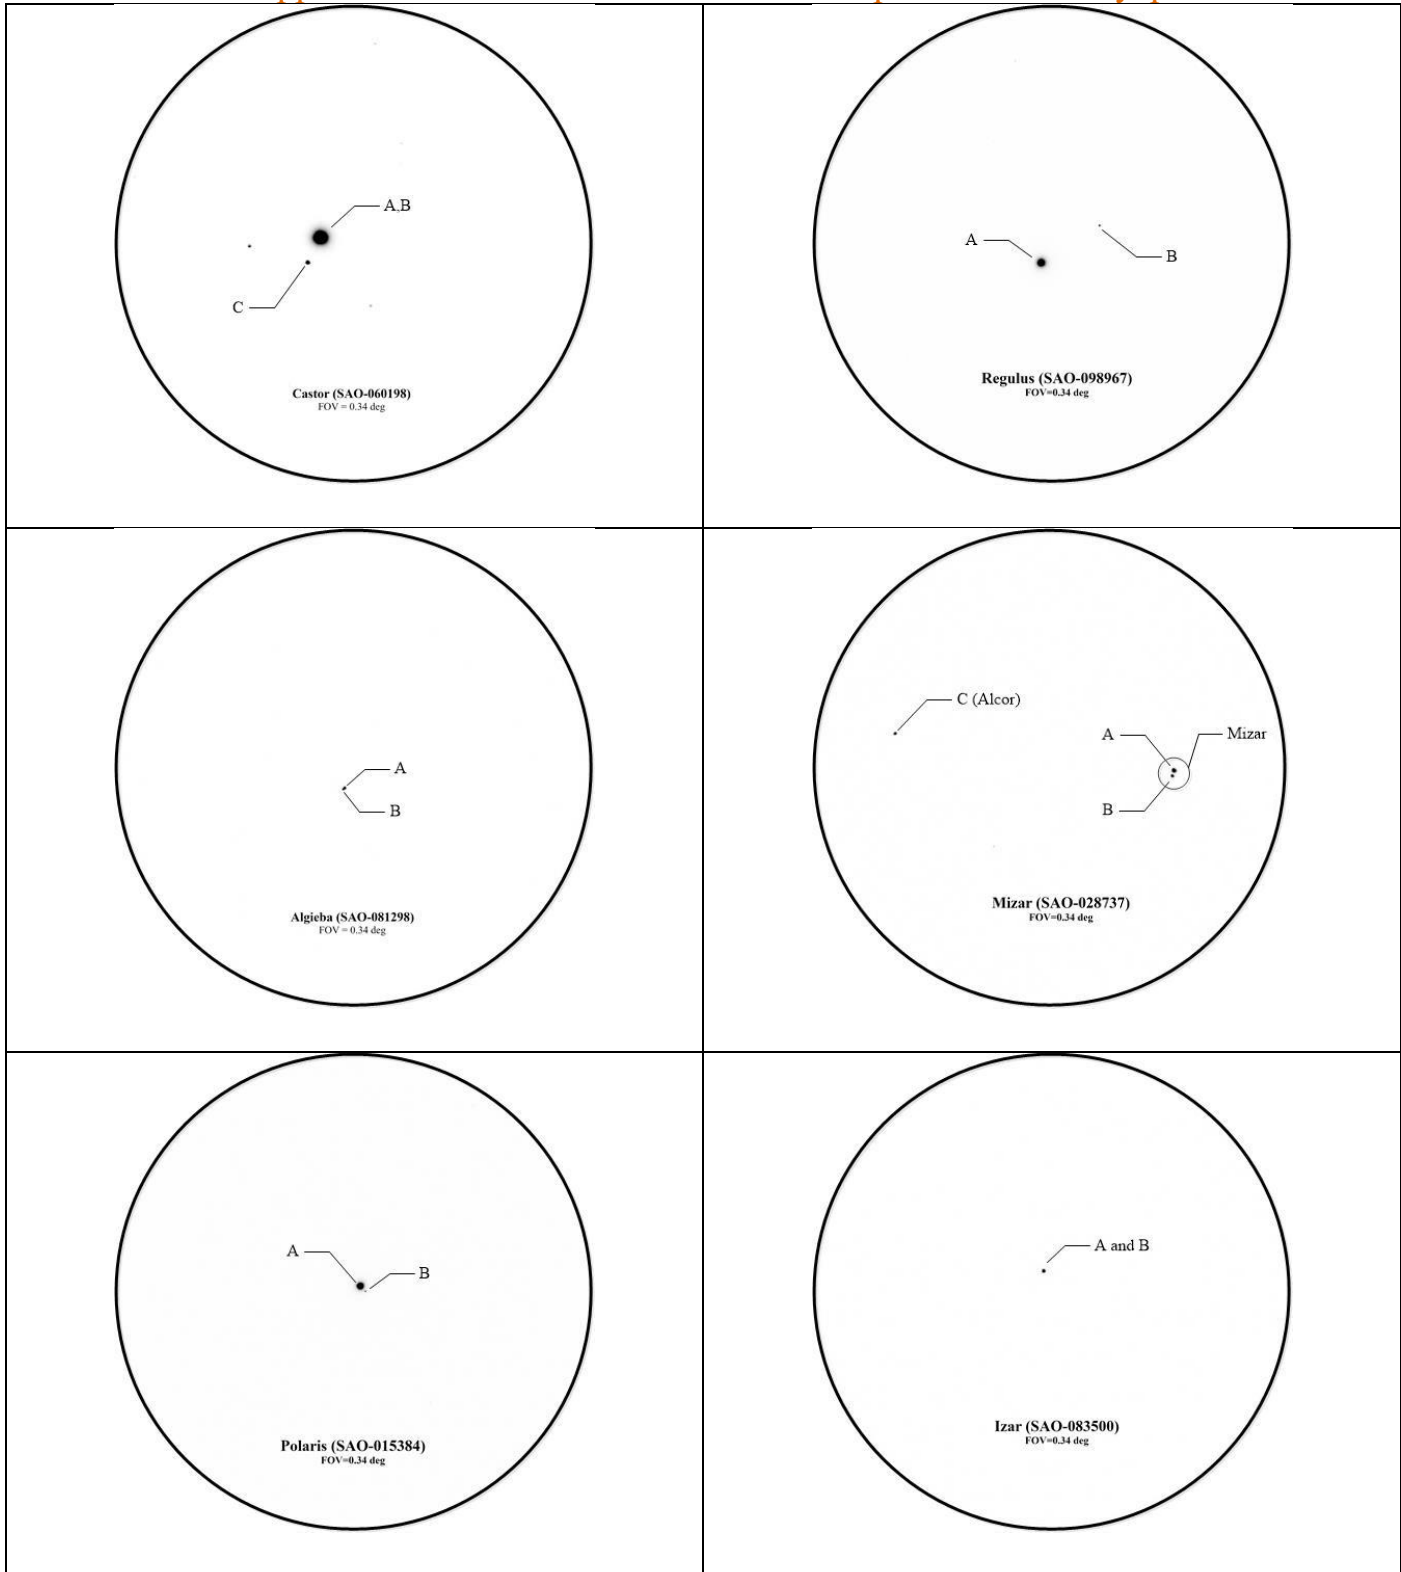 A,B
C
Castor (SAO-060198)
FOV = 0.34 deg
A
B
Regulus (SAO-098967)
FOV=0.34 deg
A
B
Algieba (SAO-081298)
FOV = 0.34 deg
C (Alcor)
A
Mizar
B
Mizar (SAO-028737)
FOV=0.34 deg
A
B
Polaris (SAO-015384)
FOV=0.34 deg
A and B
Izar (SAO-083500)
FOV=0.34 deg